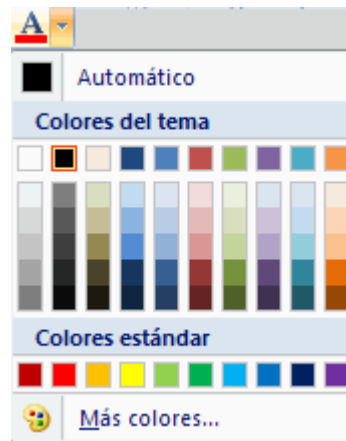 A
Automático
Colores del tema
Colores estándar
Más colores...